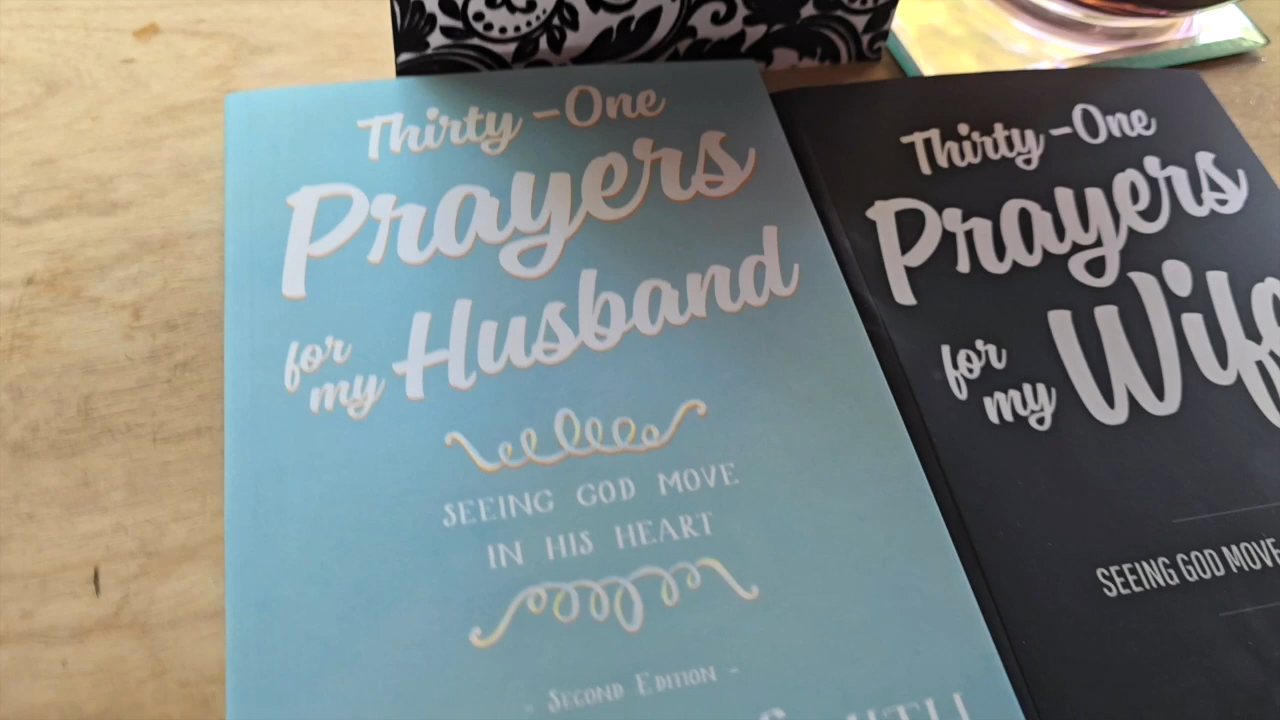 Thirty-One
Prayers
for my Husband
SEEING GOD MOVE
IN HIS HEART
- SECOND EDITION -
Thirty-One
Prayers
for my
SEEING GOD MOVE